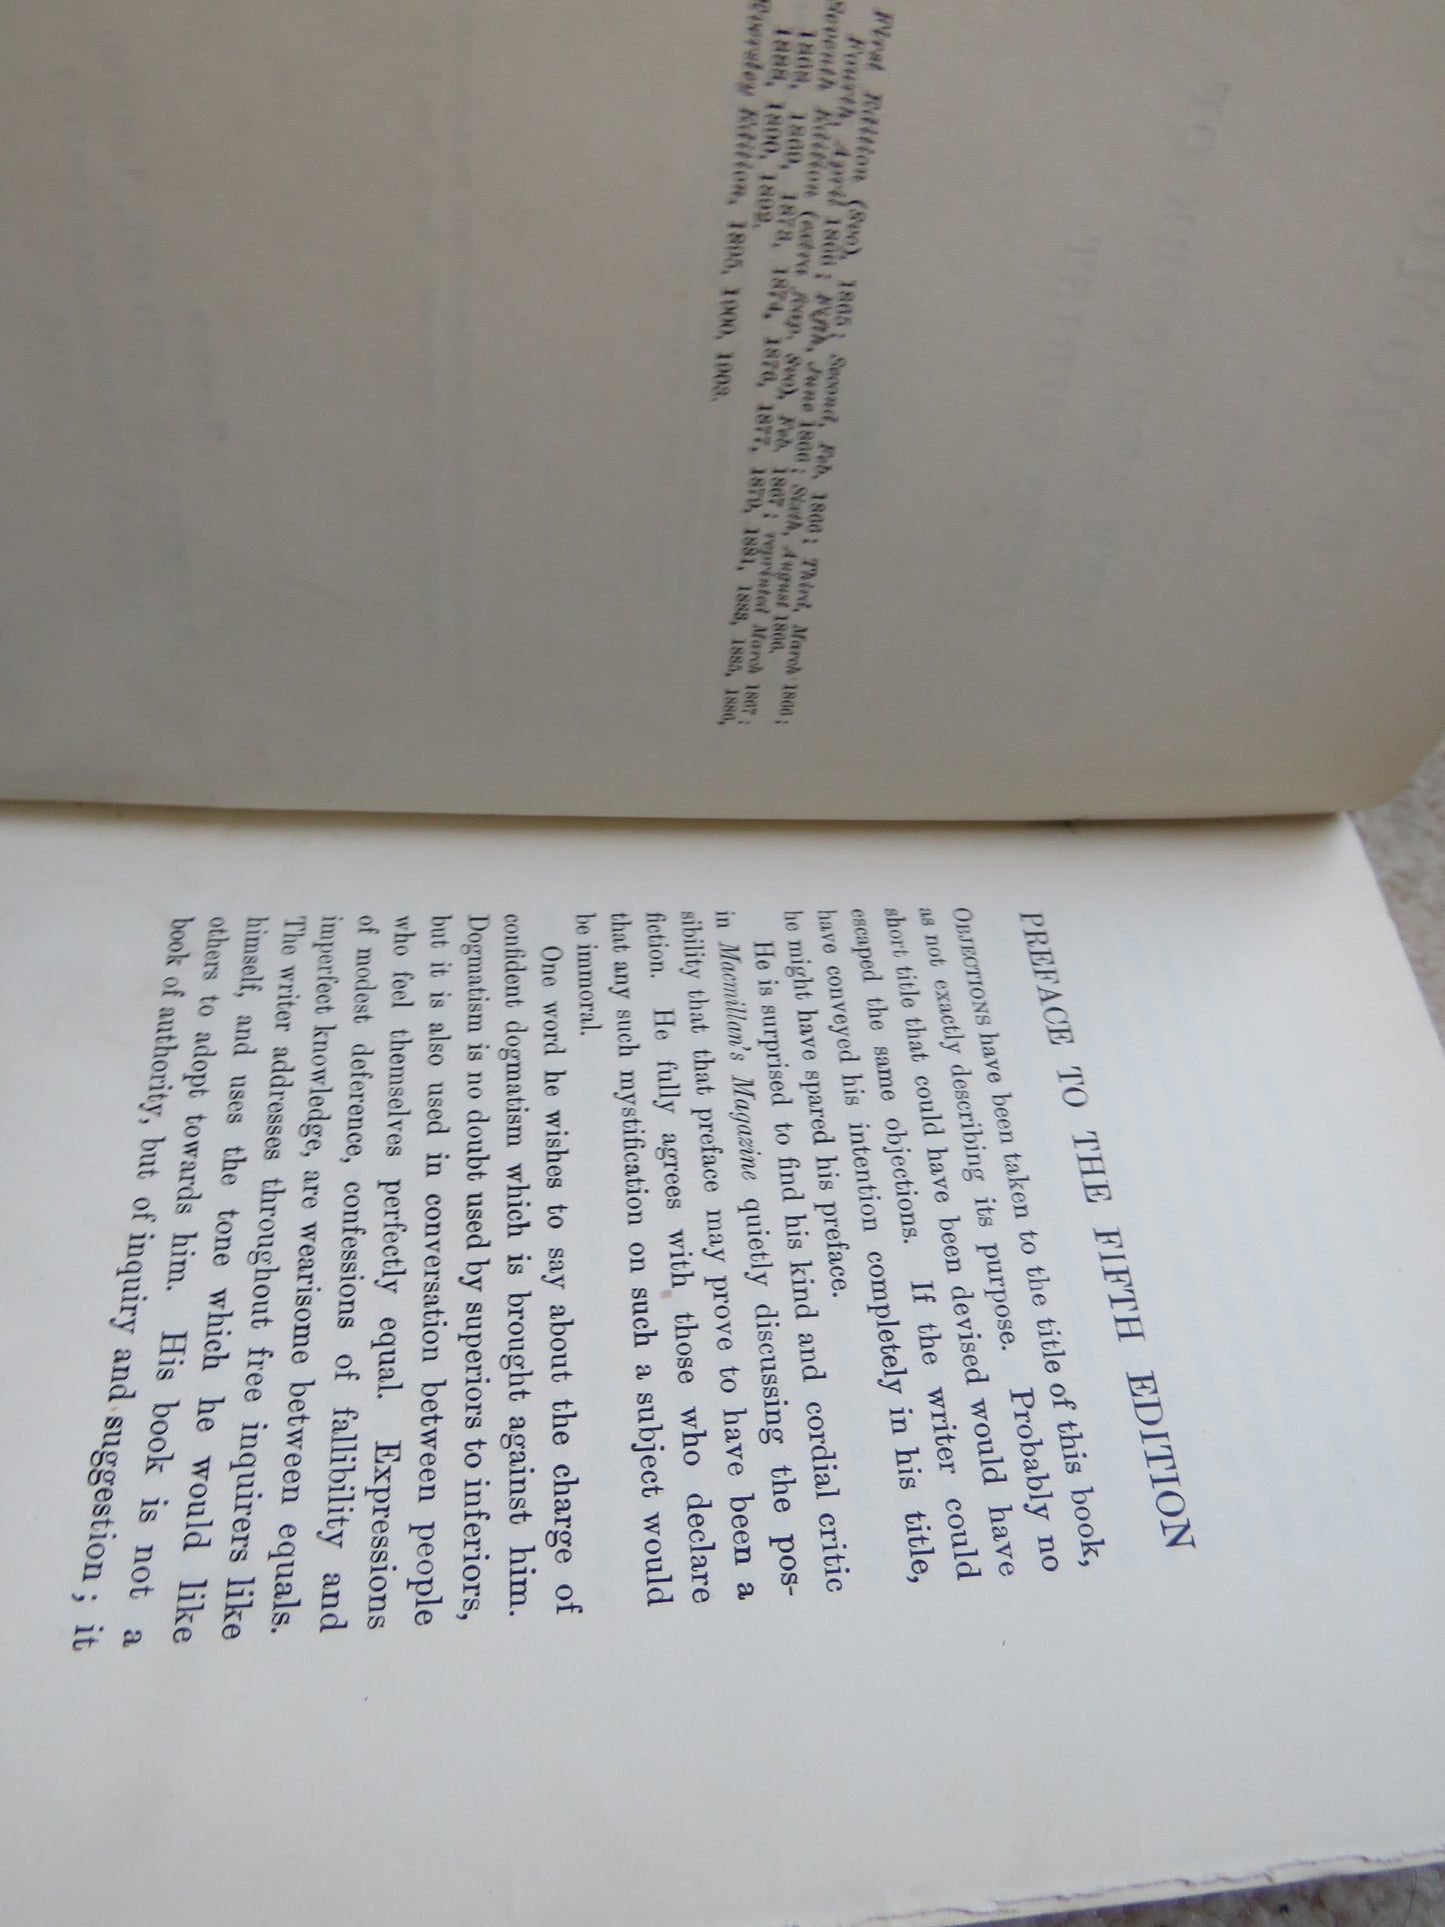 First Edition (8vo), 1865; Second, Feb. 1866; Third, March 1866;
Fourth, April 1866; Fifth, June 1866; Sixth, August 1866.
Seventh Edition (extra fcap. 8vo), Feb. 1867; reprinted March 1867;
1868, 1869, 1873, 1874, 1876, 1877, 1879, 1881, 1883, 1885, 1886,
1888, 1890, 1892.
Eversley Edition, 1895, 1900, 1903.
PREFACE TO THE FIFTH EDITION
OBJECTIONS have been taken to the title of this book,
as not exactly describing its purpose. Probably no
short title that could have been devised would have
escaped the same objections. If the writer could
have conveyed his intention completely in his title,
he might have spared his preface.
He is surprised to find his kind and cordial critic
in Macmillan's Magazine quietly discussing the pos-
sibility that that preface may prove to have been a
fiction. He fully agrees with those who declare
that any such mystification on such a subject would
be immoral.
One word he wishes to say about the charge of
confident dogmatism which is brought against him.
Dogmatism is no doubt used by superiors to inferiors,
but it is also used in conversation between people
who feel themselves perfectly equal. Expressions
of modest deference, confessions of fallibility and
imperfect knowledge, are wearisome between equals.
The writer addresses throughout free inquirers like
himself, and uses the tone which he would like
others to adopt towards him. His book is not a
book of authority, but of inquiry and suggestion; it